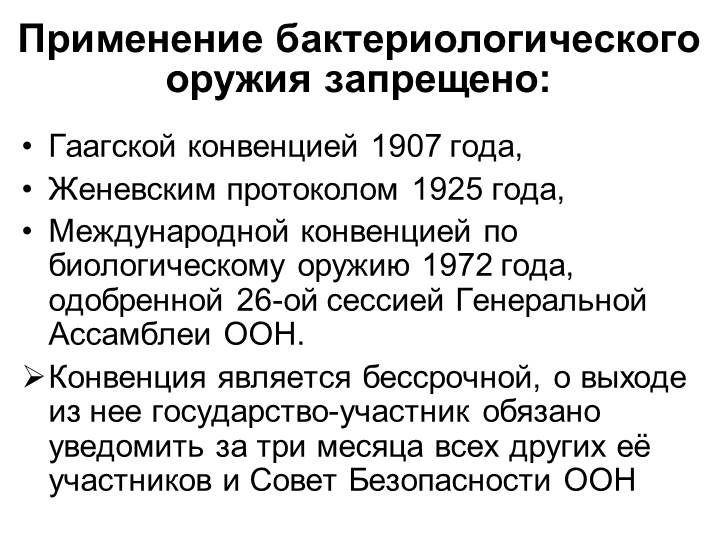 Применение бактериологического
оружия запрещено:
• Гаагской конвенцией 1907 года,
• Женевским протоколом 1925 года,
• Международной конвенцией по
биологическому оружию 1972 года,
одобренной 26-ой сессией Генеральной
Ассамблеи ООН.
➢ Конвенция является бессрочной, о выходе
из нее государство-участник обязано
уведомить за три месяца всех других её
участников и Совет Безопасности ООН